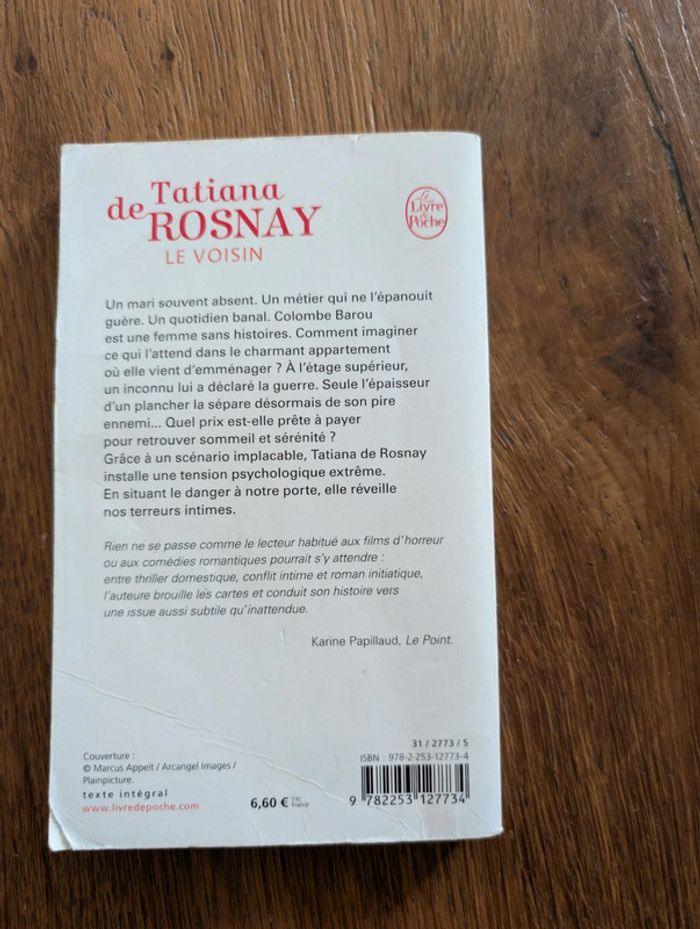 Tatiana
de ROSNAY
LE VOISIN
Le
Livre
de
Poche
Un mari souvent absent. Un métier qui ne l'épanouit
guère. Un quotidien banal. Colombe Barou
est une femme sans histoires. Comment imaginer
ce qui l'attend dans le charmant appartement
où elle vient d'emménager ? À l'étage supérieur,
un inconnu lui a déclaré la guerre. Seule l'épaisseur
d'un plancher la sépare désormais de son pire
ennemi... Quel prix est-elle prête à payer
pour retrouver sommeil et sérénité ?
Grâce à un scénario implacable, Tatiana de Rosnay
installe une tension psychologique extrême.
En situant le danger à notre porte, elle réveille
nos terreurs intimes.
Rien ne se passe comme le lecteur habitué aux films d'horreur
ou aux comédies romantiques pourrait s'y attendre :
entre thriller domestique, conflit intime et roman initiatique,
l'auteure brouille les cartes et conduit son histoire vers
une issue aussi subtile qu'inattendue.
Karine Papillaud, Le Point.
Couverture :
© Marcus Appelt / Arcangel Images /
Plainpicture.
texte intégral
www.livredepoche.com
6,60 € TTC
France
31 / 2773 / 5
ISBN : 978-2-253-12773-4
9 782253 127734